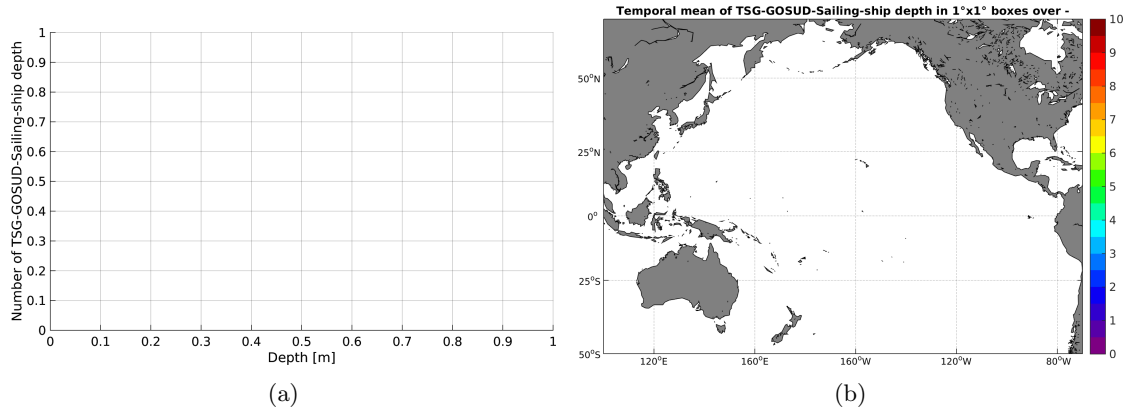 Number of TSG-GOSUD-Sailing-ship depth
1
0.9
0.8
0.7
0.6
0.5
0.4
0.3
0.2
0.1
0
0 0.1 0.2 0.3 0.4 0.5 0.6 0.7 0.8 0.9 1
Depth [m]
(a)
Temporal mean of TSG-GOSUD-Sailing-ship depth in 1°x1° boxes over -
50°N
25°N
0°
25°S
50°S
120°E 160°E 160°W 120°W 80°W
10
9
8
7
6
5
4
3
2
1
0
(b)